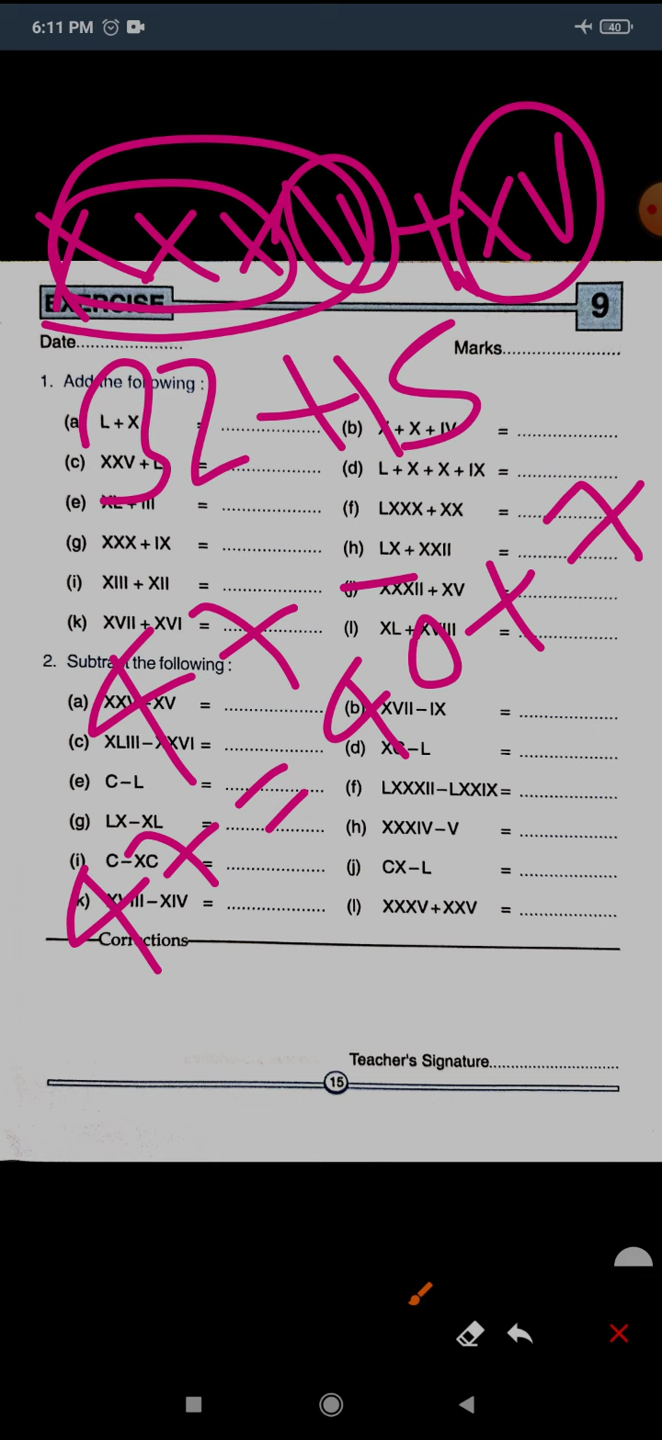 6:11 PM 40
XXXII + XV
EXERCISE 9
Date.....................
Marks.......................
1. Add the following :
32 + 15
(a) L + X = ...................
(b) + X + IV = ...................
(c) XXV + = ...................
(d) L + X + X + IX = ...................
(e) XL + III = ...................
(f) LXXX + XX = ...................
7
(g) XXX + IX = ...................
(h) LX + XXII = ...................
(i) XIII + XII = ...................
(j) XXXII + XV = ...................
40 +
(k) XVII + XVI = ...................
(l) XL + XVIII = ...................
47
2. Subtract the following :
(a) XXV – XV = ...................
(b) XVII – IX = ...................
(c) XLIII – XXVI = ...................
(d) XC – L = ...................
(e) C – L = ...................
(f) LXXXII – LXXIX = ...................
=
(g) LX – XL = ...................
(h) XXXIV – V = ...................
47
(i) C – XC = ...................
(j) CX – L = ...................
(k) XVIII – XIV = ...................
(l) XXXV + XXV = ...................
Corrections
Teacher's Signature.............................
15